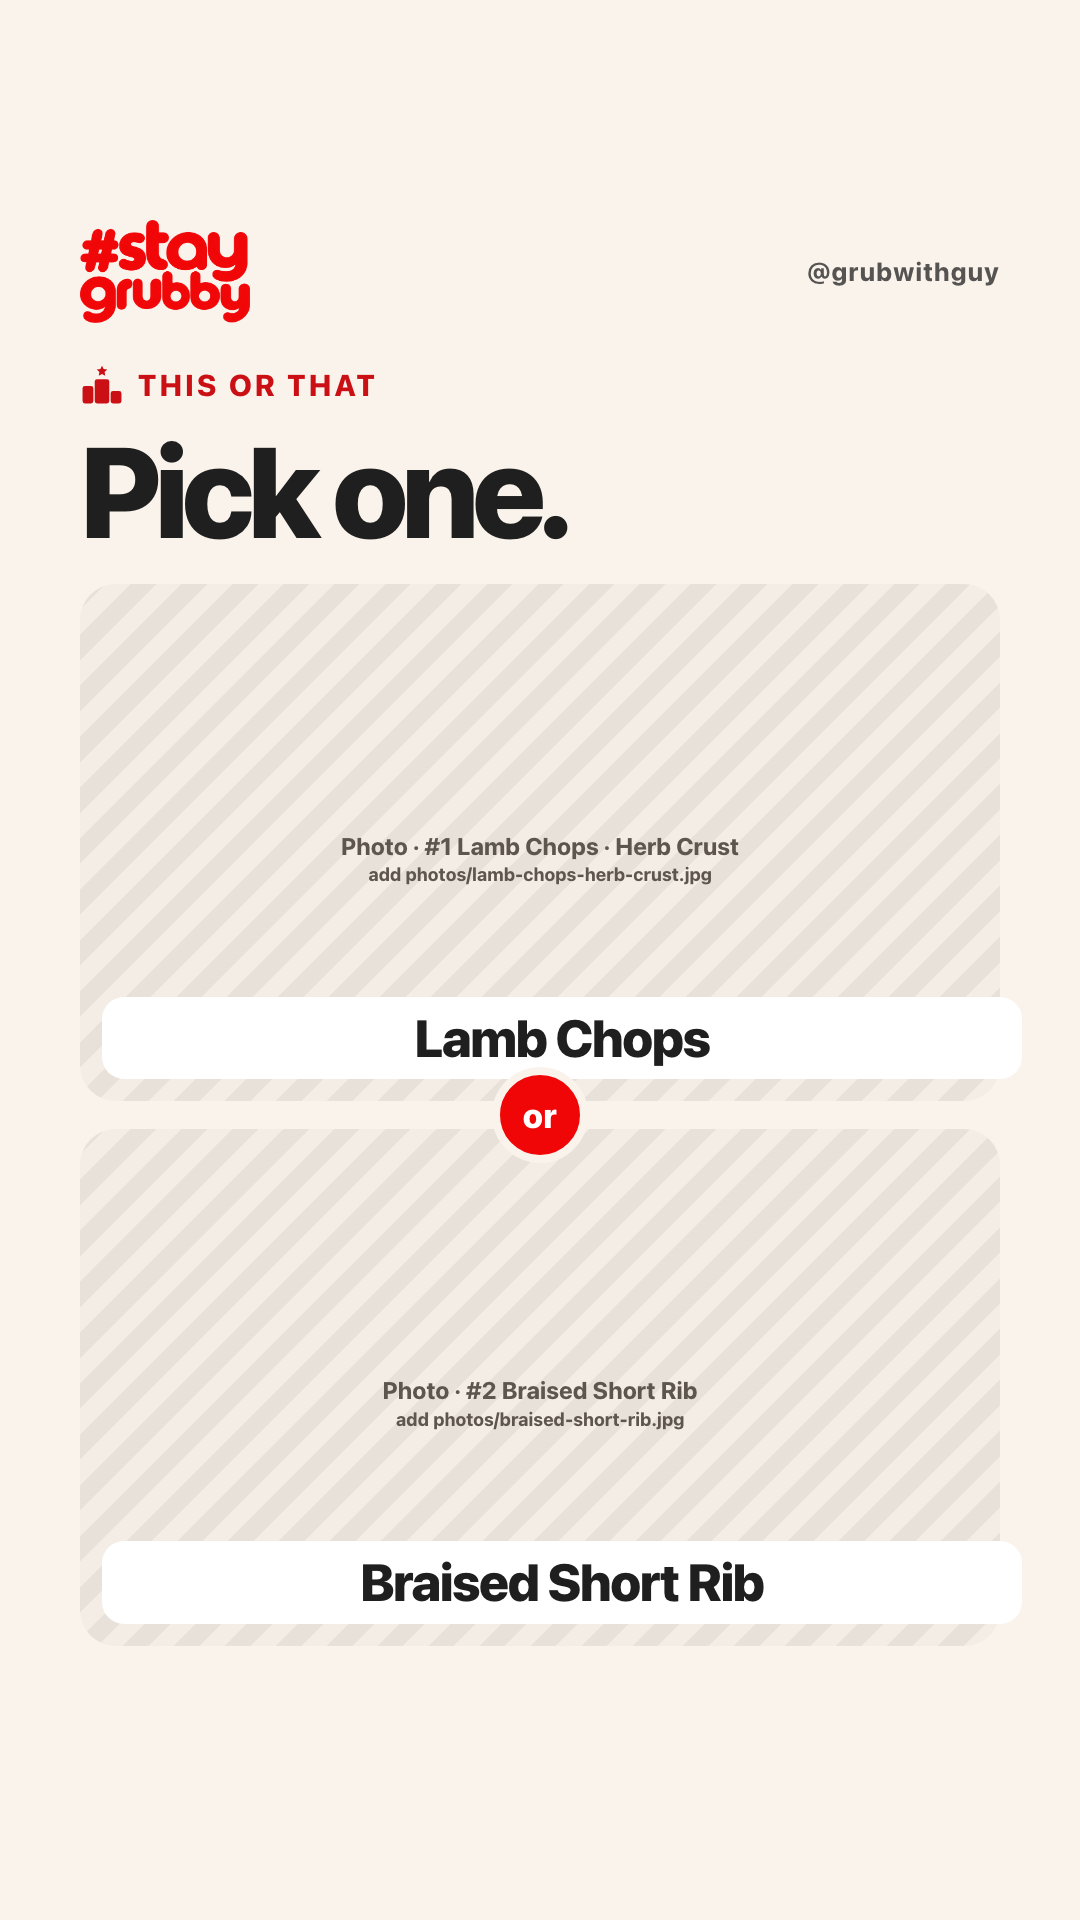 #stay
grubby
@grubwithguy
THIS OR THAT
Pick one.
Photo · #1 Lamb Chops · Herb Crust
add photos/lamb-chops-herb-crust.jpg
Lamb Chops
or
Photo · #2 Braised Short Rib
add photos/braised-short-rib.jpg
Braised Short Rib